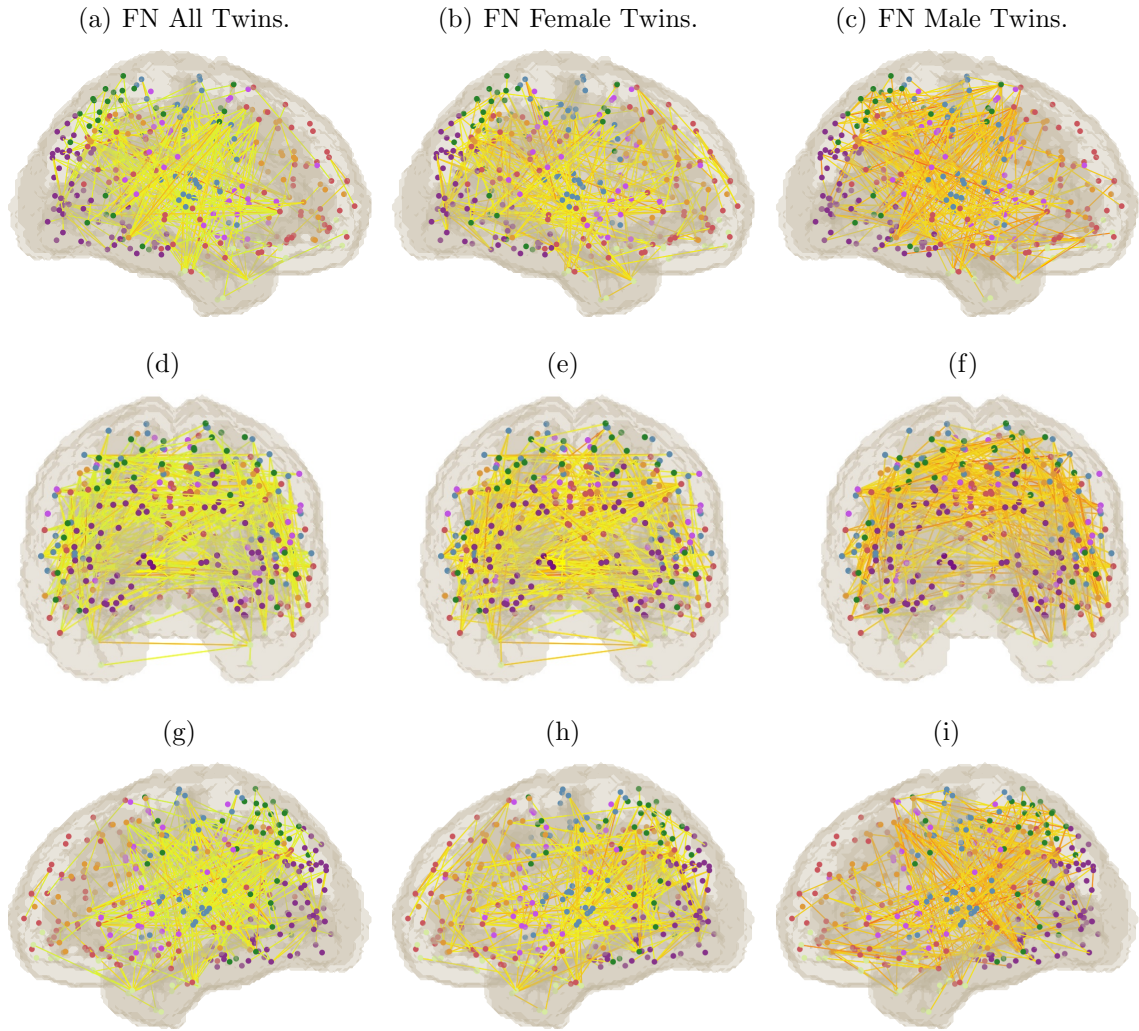 (a) FN All Twins.
(b) FN Female Twins.
(c) FN Male Twins.
(d)
(e)
(f)
(g)
(h)
(i)